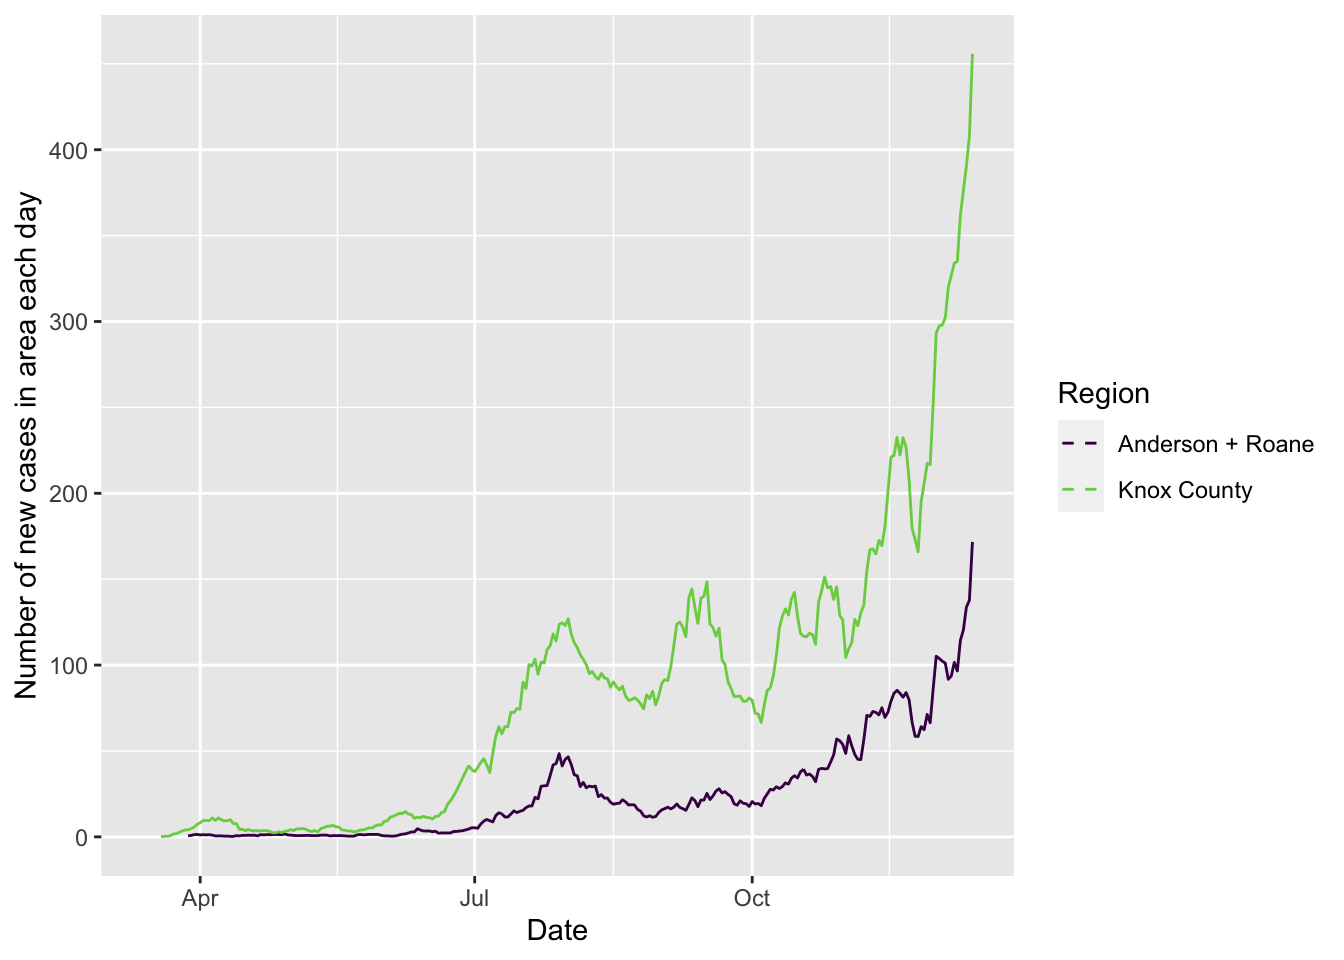 Number of new cases in area each day
400
300
200
100
0
Apr
Jul
Oct
Date
Region
Anderson + Roane
Knox County